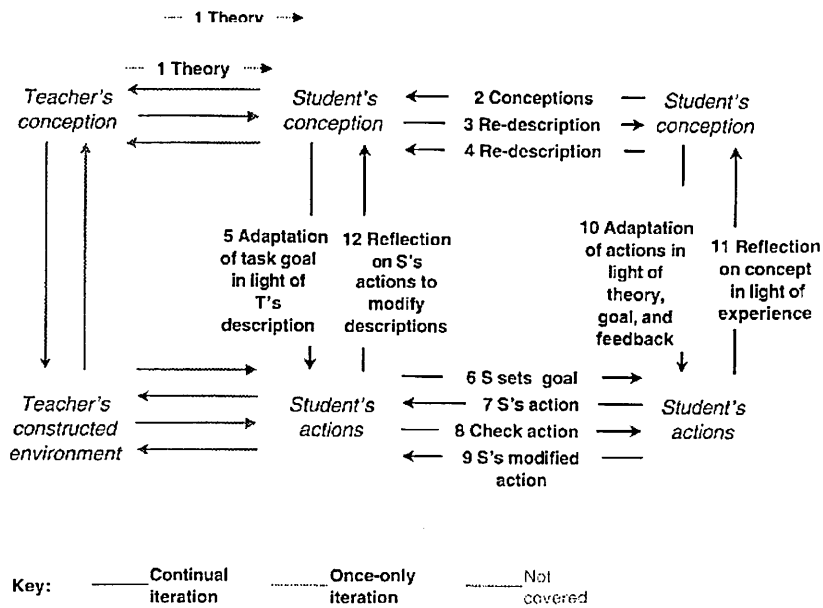 1 Theory
1 Theory
Teacher's
conception
Student's
conception
2 Conceptions
3 Re-description
4 Re-description
Student's
conception
5 Adaptation
of task goal
in light of
T's
description
12 Reflection
on S's
actions to
modify
descriptions
10 Adaptation
of actions in
light of
theory,
goal, and
feedback
11 Reflection
on concept
in light of
experience
Teacher's
constructed
environment
Student's
actions
6 S sets goal
7 S's action
8 Check action
9 S's modified
action
Student's
actions
Key:
Continual
iteration
Once-only
iteration
Not
covered